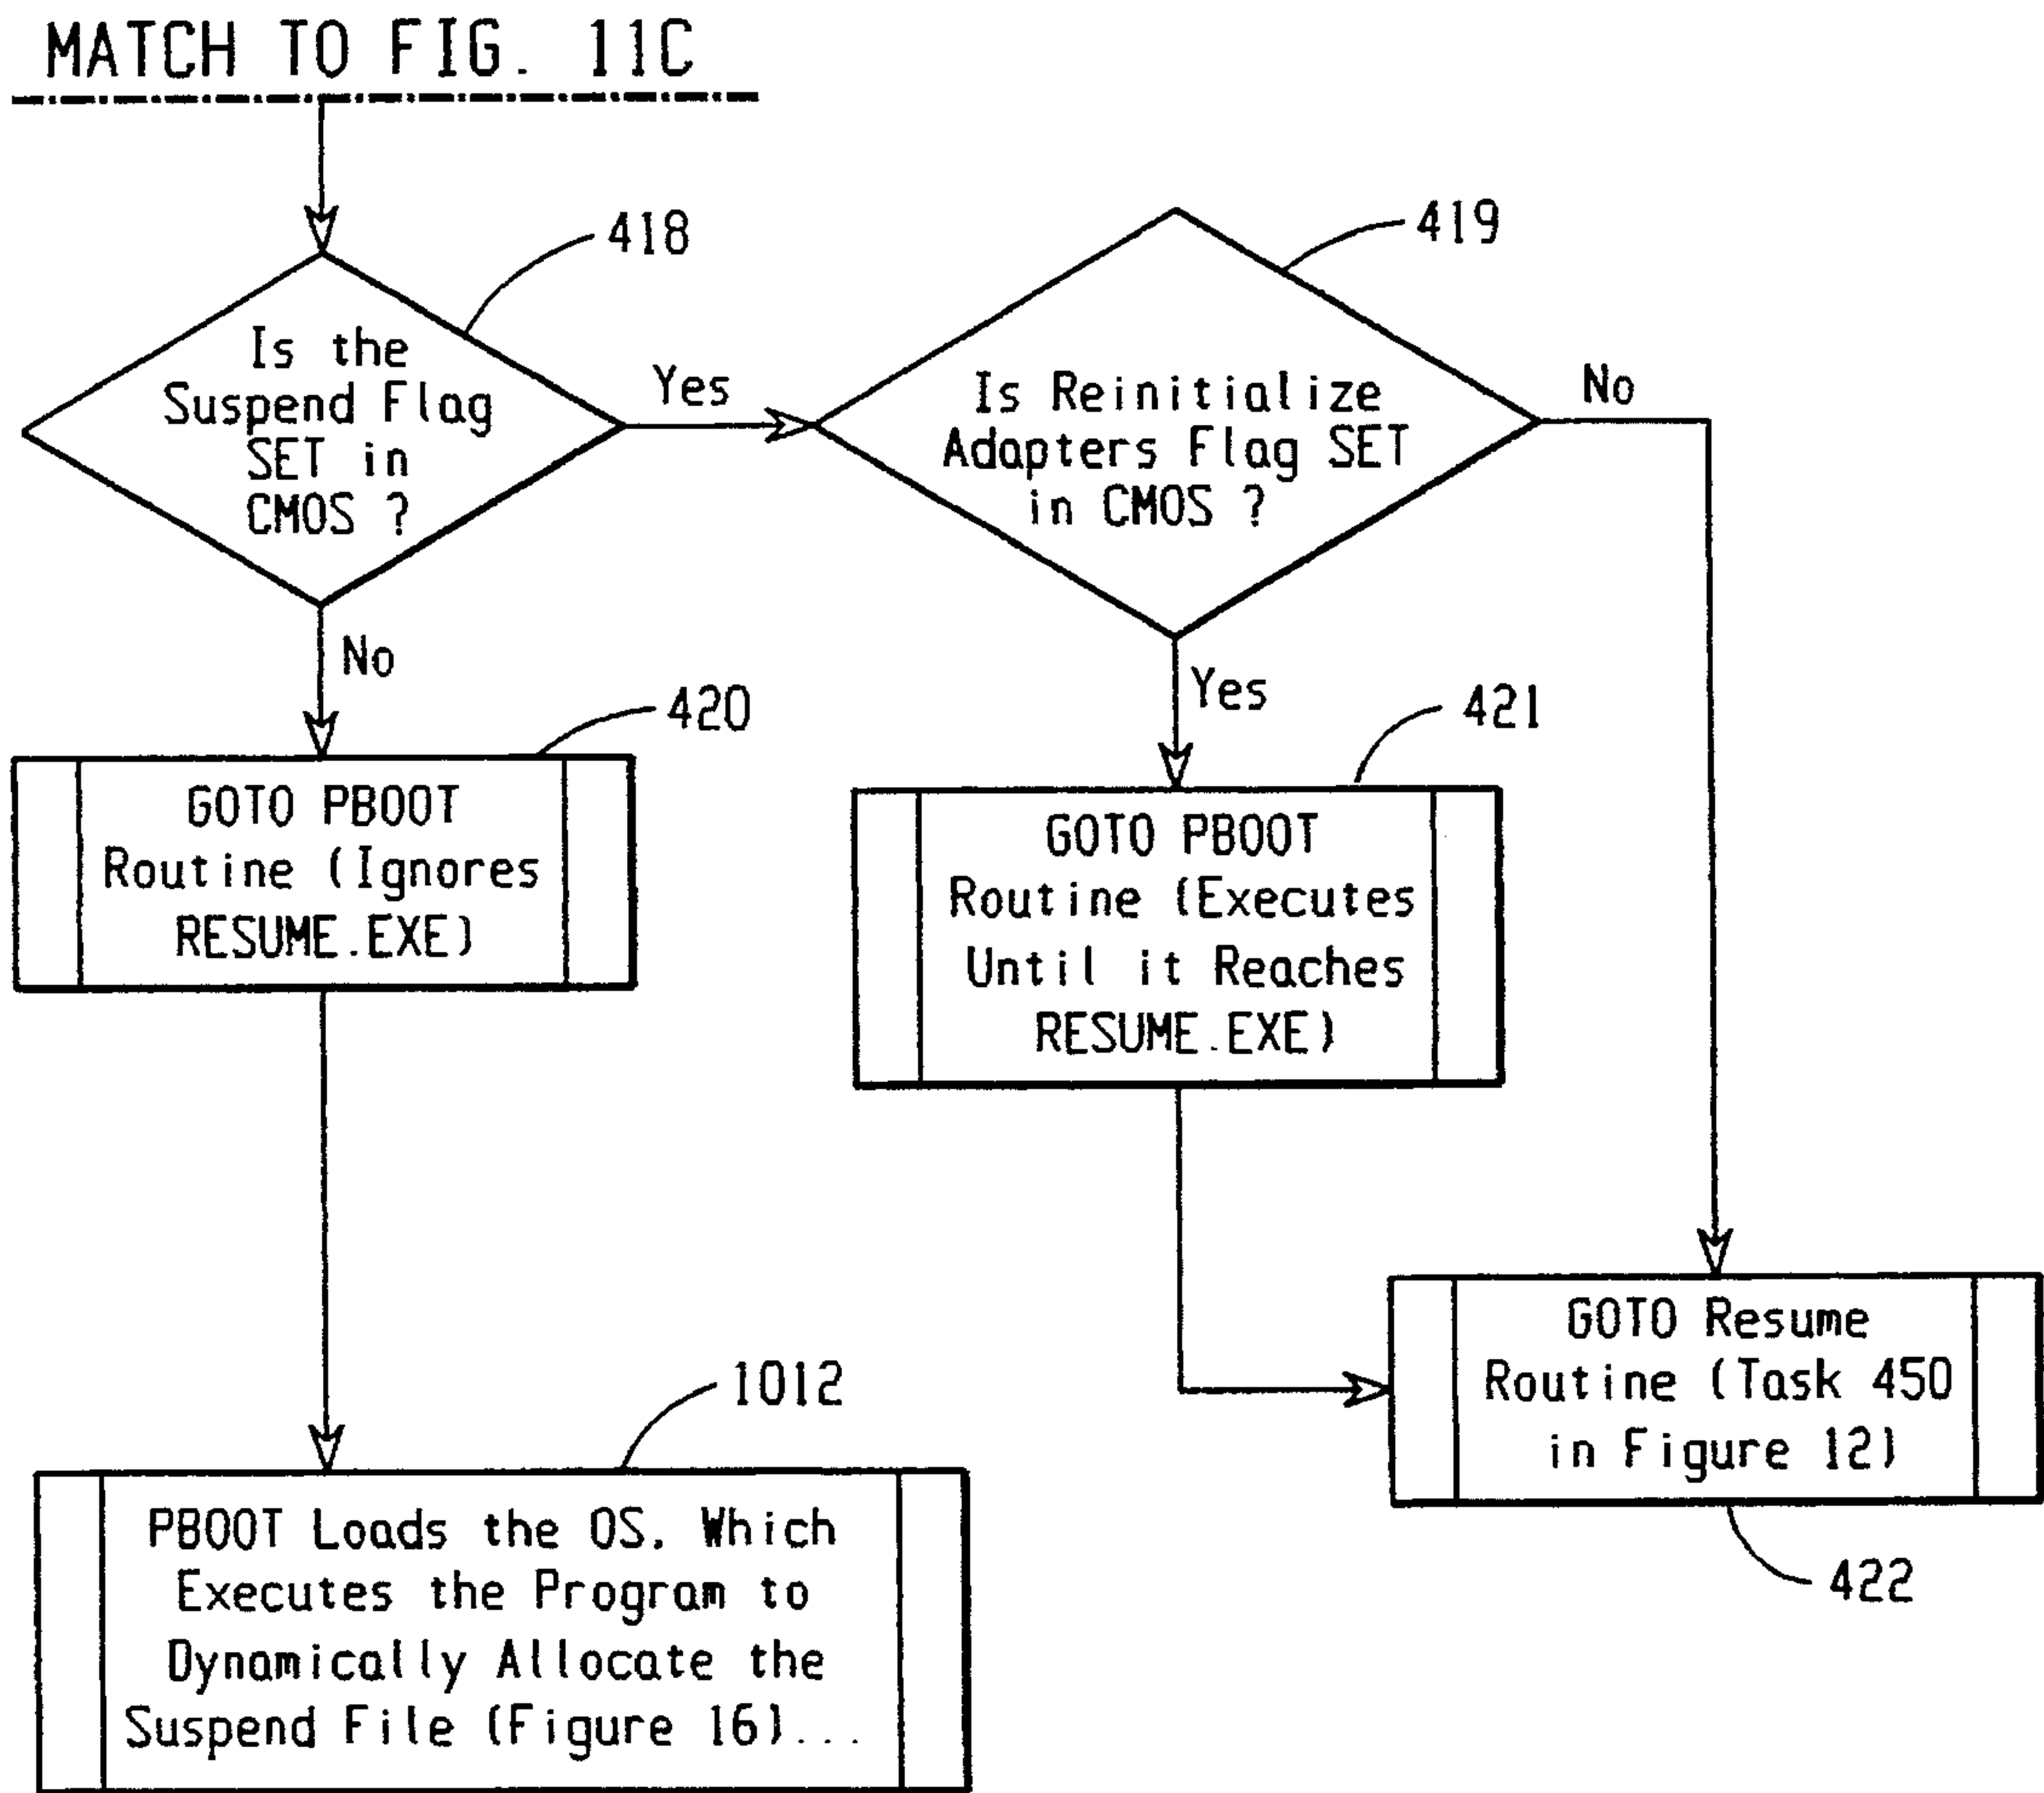 MATCH TO FIG. 11C
418
Is the
Suspend Flag
SET in
CMOS ?
Yes
No
419
Is Reinitialize
Adapters Flag SET
in CMOS ?
No
Yes
420
GOTO PBOOT
Routine (Ignores
RESUME.EXE)
421
GOTO PBOOT
Routine (Executes
Until it Reaches
RESUME.EXE)
GOTO Resume
Routine (Task 450
in Figure 12)
422
1012
PBOOT Loads the OS, Which
Executes the Program to
Dynamically Allocate the
Suspend File (Figure 16)...